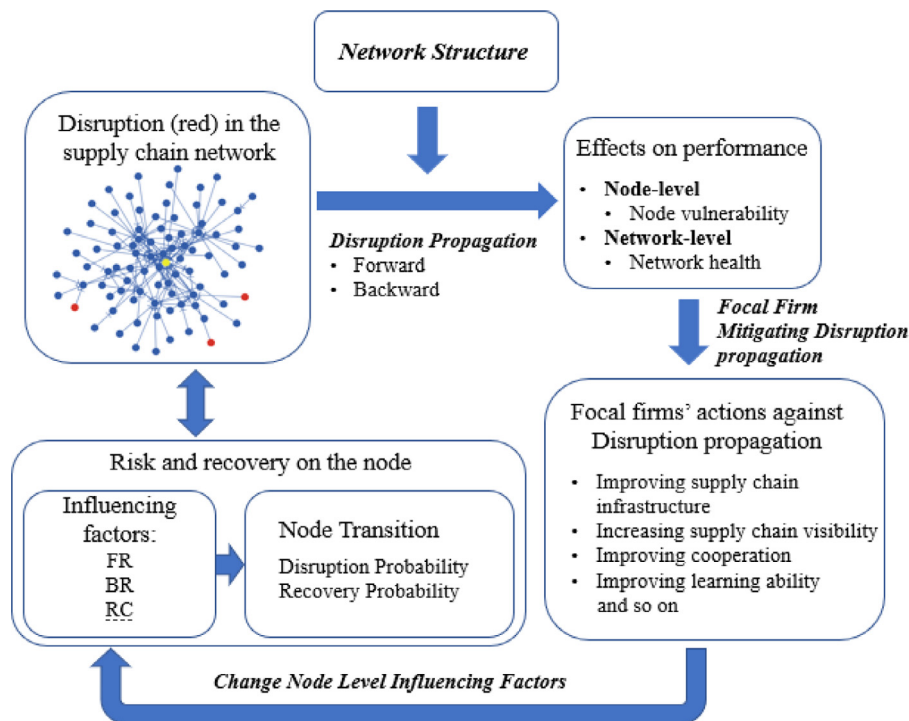 Network Structure
Disruption (red) in the
supply chain network
Disruption Propagation
• Forward
• Backward
Effects on performance
• Node-level
• Node vulnerability
• Network-level
• Network health
Focal Firm
Mitigating Disruption
propagation
Focal firms’ actions against
Disruption propagation
• Improving supply chain
infrastructure
• Increasing supply chain visibility
• Improving cooperation
• Improving learning ability
and so on
Risk and recovery on the node
Influencing
factors:
FR
BR
RC
Node Transition
Disruption Probability
Recovery Probability
Change Node Level Influencing Factors